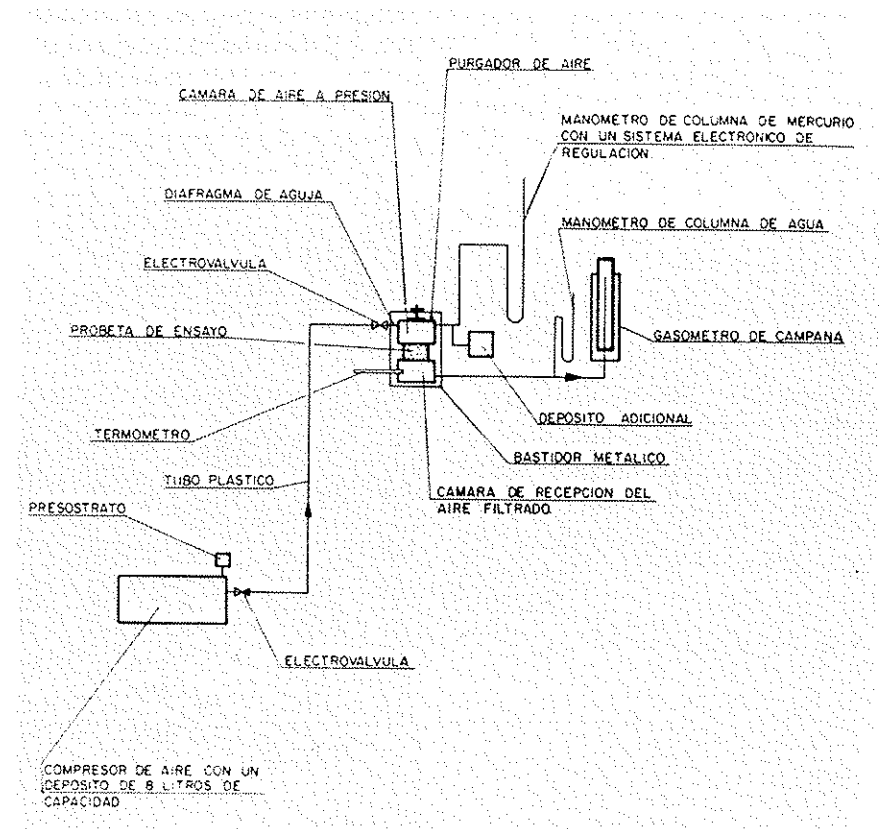 PURGADOR DE AIRE
CAMARA DE AIRE A PRESION
MANOMETRO DE COLUMNA DE MERCURIO
CON UN SISTEMA ELECTRONICO DE
REGULACION
DIAFRAGMA DE AGUJA
MANOMETRO DE COLUMNA DE AGUA
ELECTROVALVULA
PROBETA DE ENSAYO
GASOMETRO DE CAMPANA
TERMOMETRO
DEPOSITO ADICIONAL
BASTIDOR METALICO
TUBO PLASTICO
CAMARA DE RECEPCION DEL
AIRE FILTRADO
PRESOSTRATO
ELECTROVALVULA
COMPRESOR DE AIRE CON UN
DEPOSITO DE 8 LITROS DE
CAPACIDAD